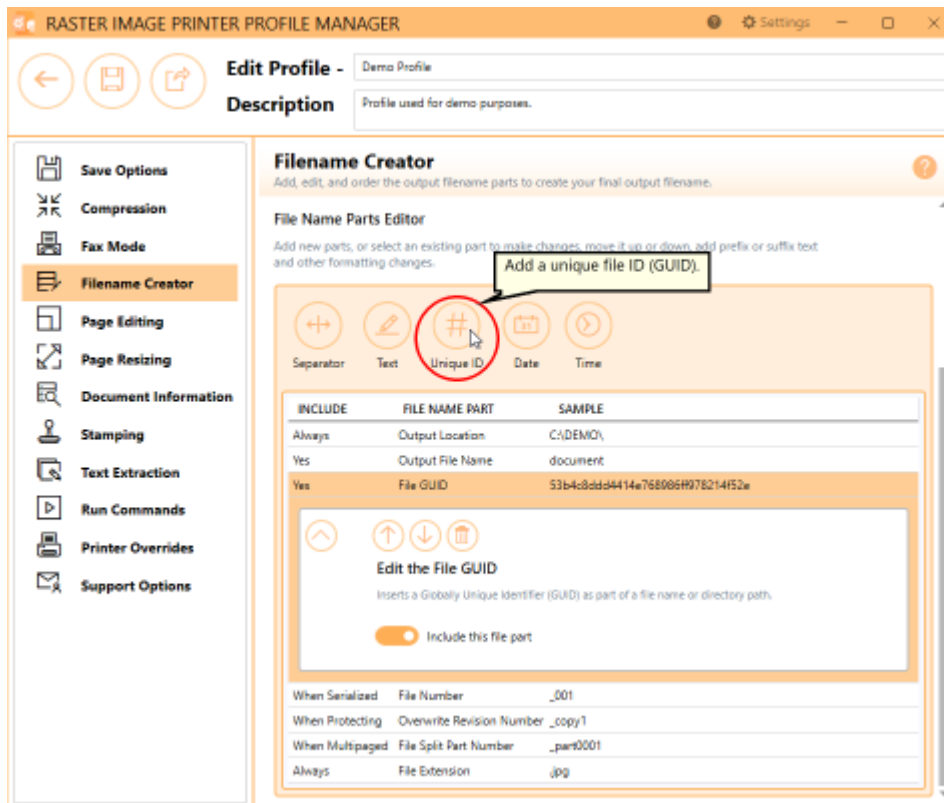 RASTER IMAGE PRINTER PROFILE MANAGER
Settings
Edit Profile -
Demo Profile
Description
Profile used for demo purposes.
Save Options
Compression
Fax Mode
Filename Creator
Page Editing
Page Resizing
Document Information
Stamping
Text Extraction
Run Commands
Printer Overrides
Support Options
Filename Creator
Add, edit, and order the output filename parts to create your final output filename.
File Name Parts Editor
Add new parts, or select an existing part to make changes, move it up or down, add prefix or suffix text
and other formatting changes.
Add a unique file ID (GUID).
Separator Text Unique ID Date Time
INCLUDE FILE NAME PART SAMPLE
Always Output Location C:\DEMO\
Yes Output File Name document
Yes File GUID 53b4c8ddd4414e768986ff978214f52e
Edit the File GUID
Inserts a Globally Unique Identifier (GUID) as part of a file name or directory path.
Include this file part
When Serialized File Number _001
When Protecting Overwrite Revision Number _copy1
When Multipaged File Split Part Number _part0001
Always File Extension .jpg